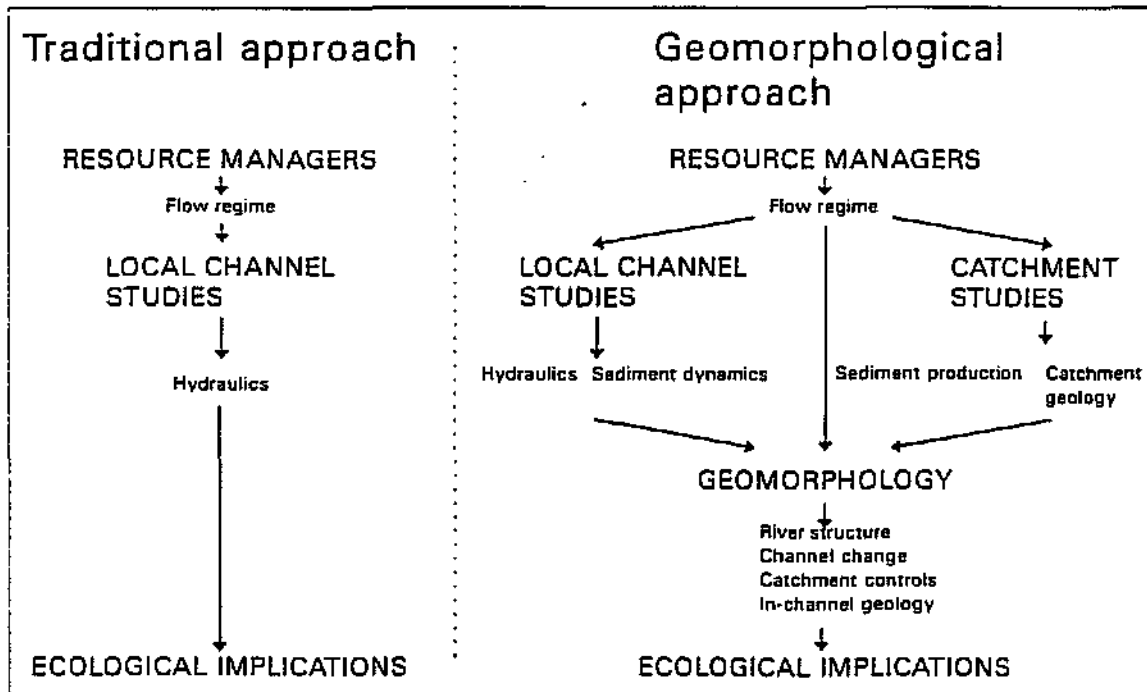 Traditional approach
RESOURCE MANAGERS
Flow regime
LOCAL CHANNEL
STUDIES
Hydraulics
ECOLOGICAL IMPLICATIONS
Geomorphological
approach
RESOURCE MANAGERS
Flow regime
LOCAL CHANNEL
STUDIES
CATCHMENT
STUDIES
Hydraulics Sediment dynamics
Sediment production
Catchment
geology
GEOMORPHOLOGY
River structure
Channel change
Catchment controls
In-channel geology
ECOLOGICAL IMPLICATIONS